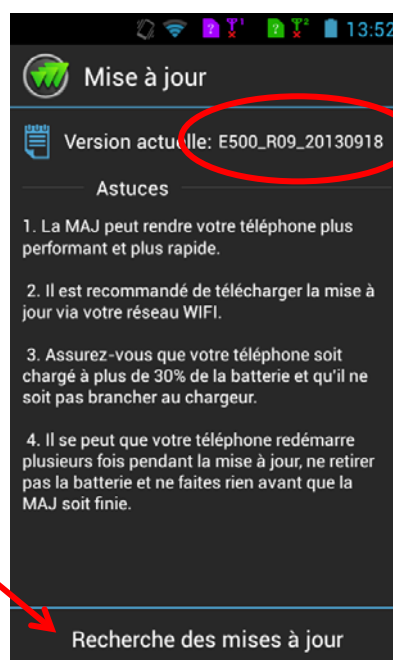 13:52
Mise à jour
Version actuelle: E500_R09_20130918
Astuces
1. La MAJ peut rendre votre téléphone plus
performant et plus rapide.
2. Il est recommandé de télécharger la mise à
jour via votre réseau WIFI.
3. Assurez-vous que votre téléphone soit
chargé à plus de 30% de la batterie et qu'il ne
soit pas brancher au chargeur.
4. Il se peut que votre téléphone redémarre
plusieurs fois pendant la mise à jour, ne retirer
pas la batterie et ne faites rien avant que la
MAJ soit finie.
Recherche des mises à jour